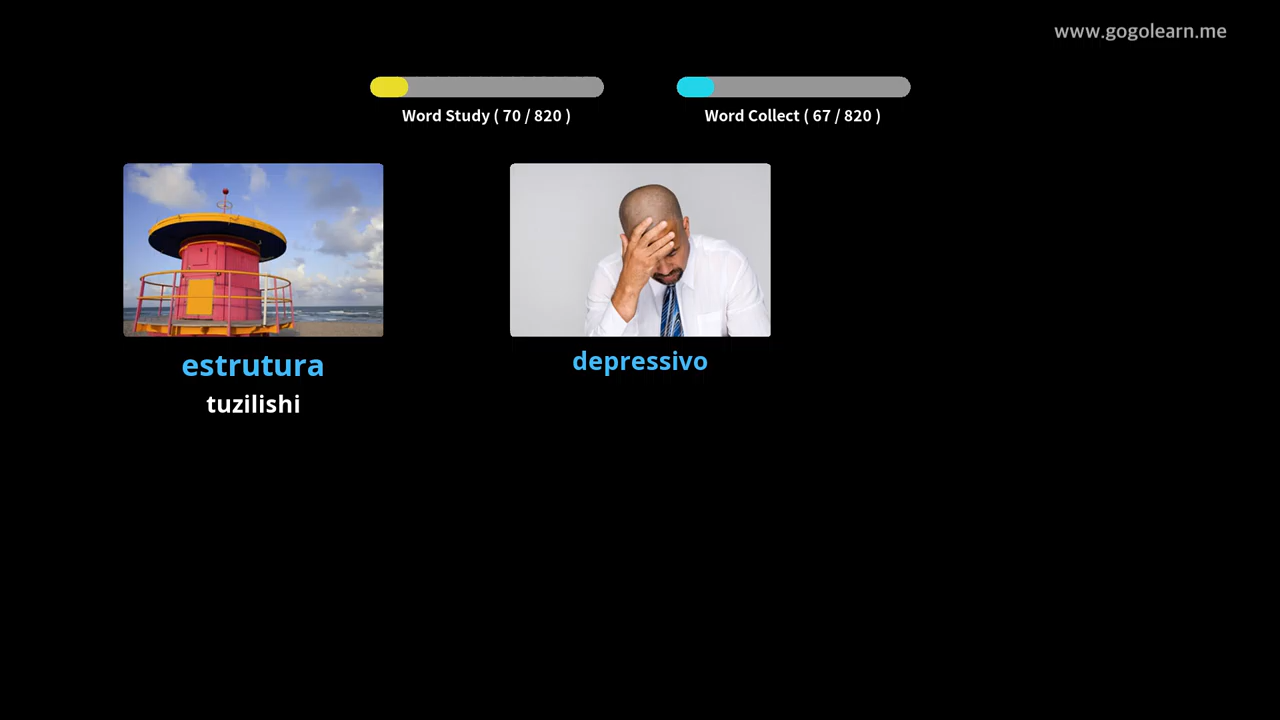 www.gogolearn.me
Word Study ( 70 / 820 )
Word Collect ( 67 / 820 )
estrutura
tuzilishi
depressivo